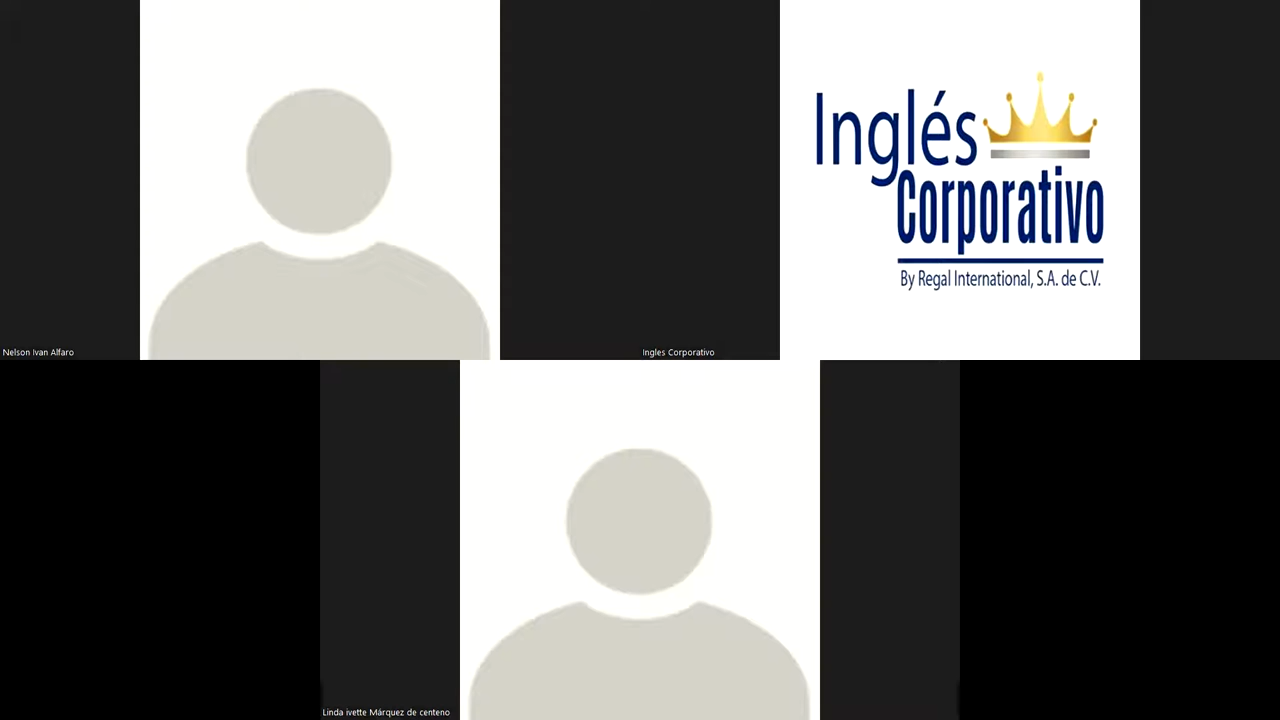 Inglés
Corporativo
By Regal International, S.A. de C.V.
Nelson Ivan Alfaro
Ingles Corporativo
Linda ivette Márquez de centeno